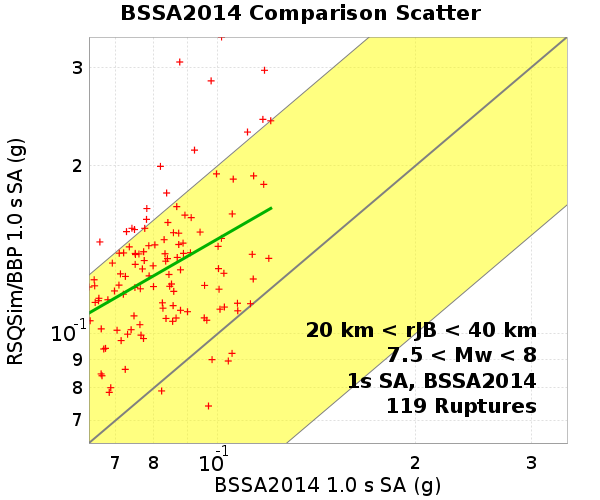 BSSA2014 Comparison Scatter
RSQSim/BBP 1.0 s SA (g)
3
2
10^-1
9
8
7
20 km < rJB < 40 km
7.5 < Mw < 8
1s SA, BSSA2014
119 Ruptures
7 8 10^-1 2 3
BSSA2014 1.0 s SA (g)